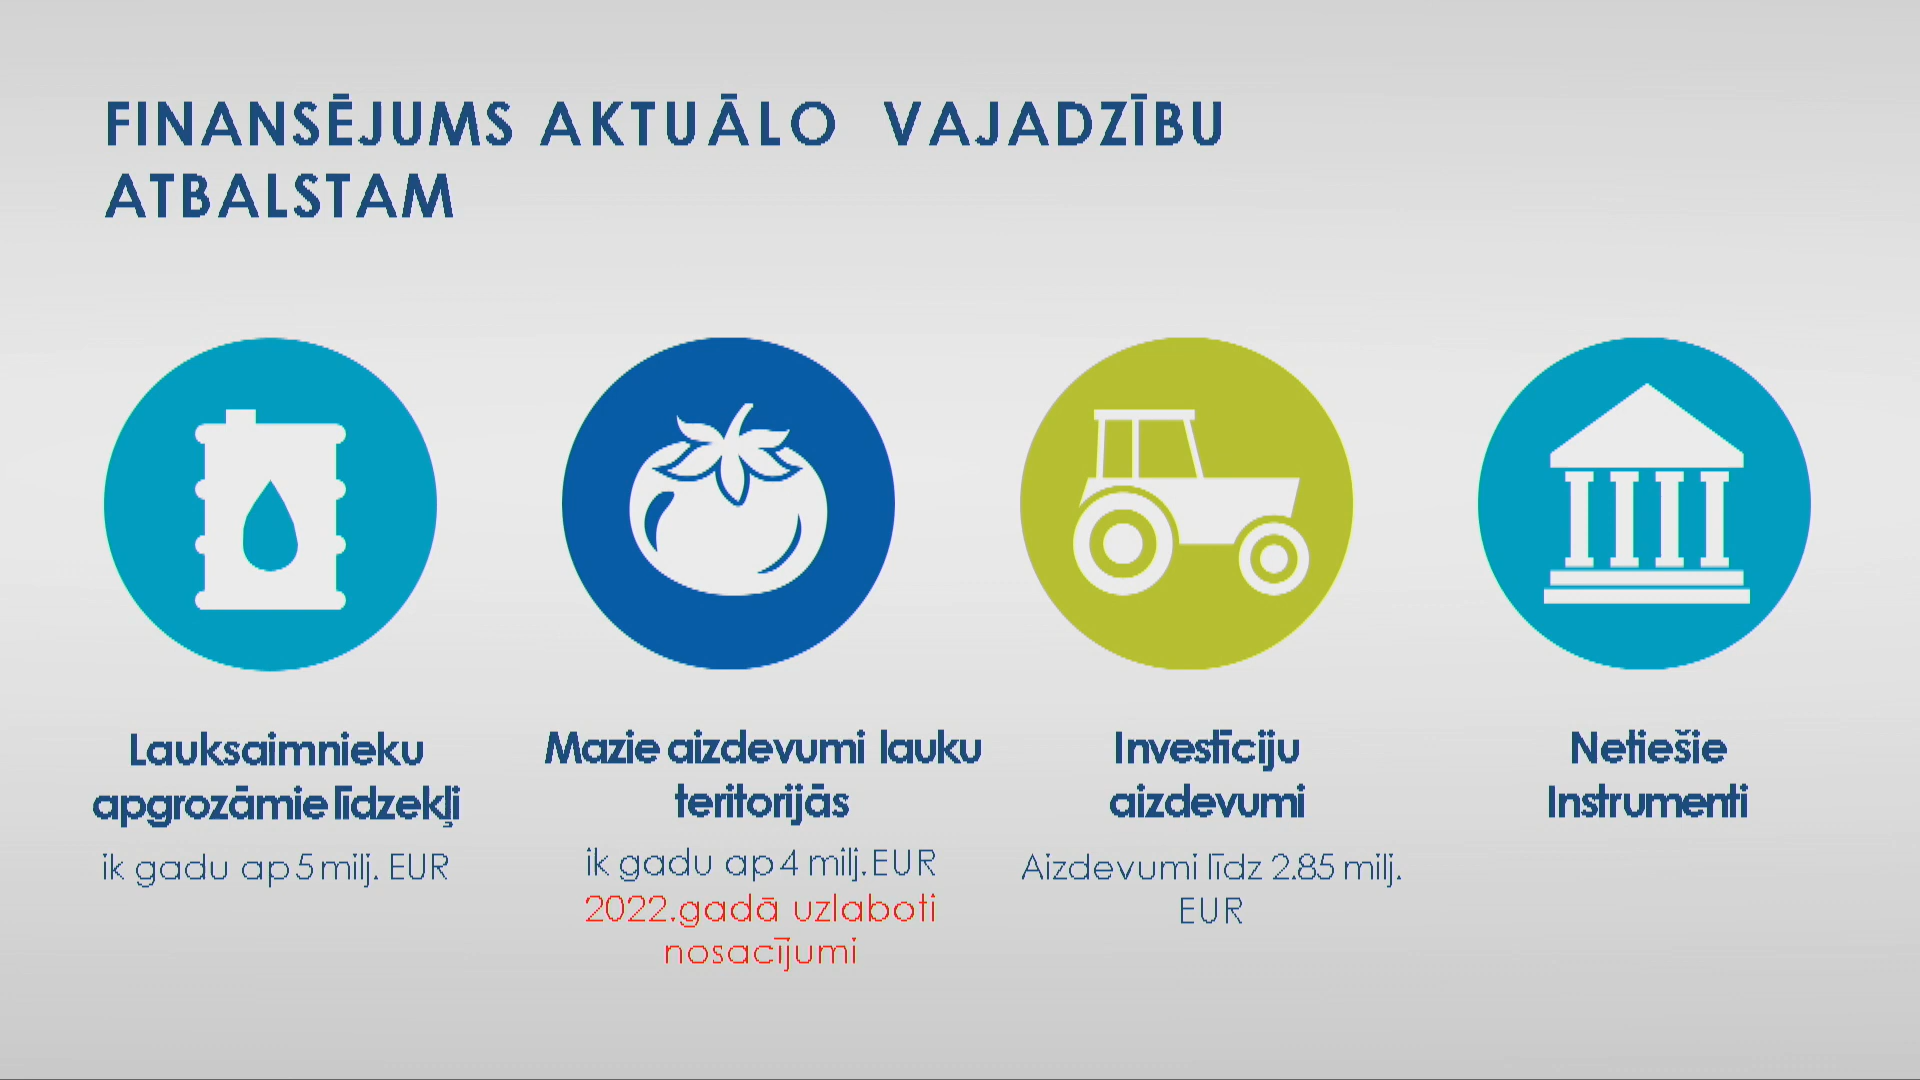 FINANSĒJUMS AKTUĀLO VAJADZĪBU
ATBALSTAM
Lauksaimnieku
apgrozāmie līdzekļi
ik gadu ap 5 milj. EUR
Mazie aizdevumi lauku
teritorijās
ik gadu ap 4 milj. EUR
2022.gadā uzlaboti
nosacījumi
Investīciju
aizdevumi
Aizdevumi līdz 2.85 milj.
EUR
Netiešie
Instrumenti